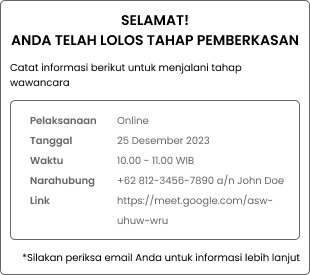 SELAMAT!
ANDA TELAH LOLOS TAHAP PEMBERKASAN
Catat informasi berikut untuk menjalani tahap
wawancara
Pelaksanaan Online
Tanggal 25 Desember 2023
Waktu 10.00 - 11.00 WIB
Narahubung +62 812-3456-7890 a/n John Doe
Link https://meet.google.com/asw-
uhuw-wru
*Silakan periksa email Anda untuk informasi lebih lanjut